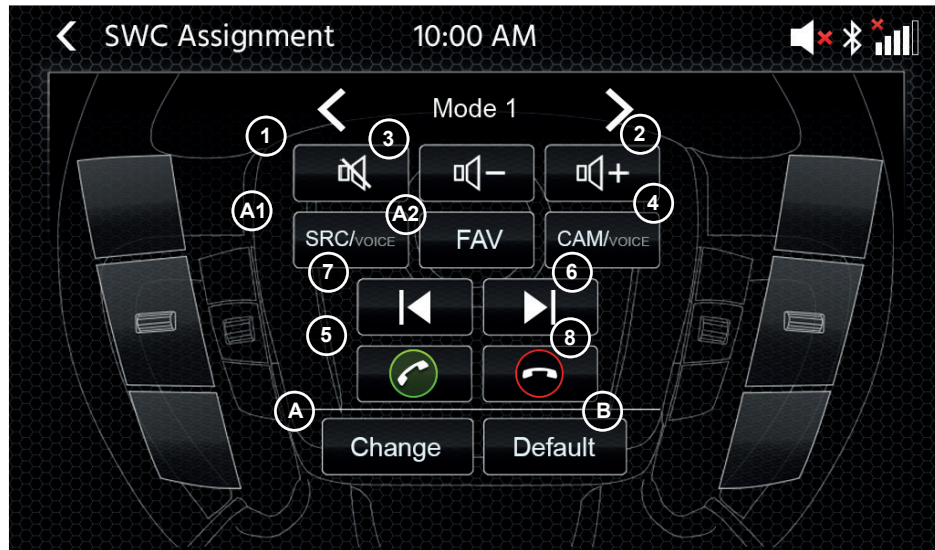 SWC Assignment 10:00 AM
Mode 1
1 3 2
A1 A2 4
SRC/VOICE FAV CAM/VOICE
7 6
5 8
A B
Change Default